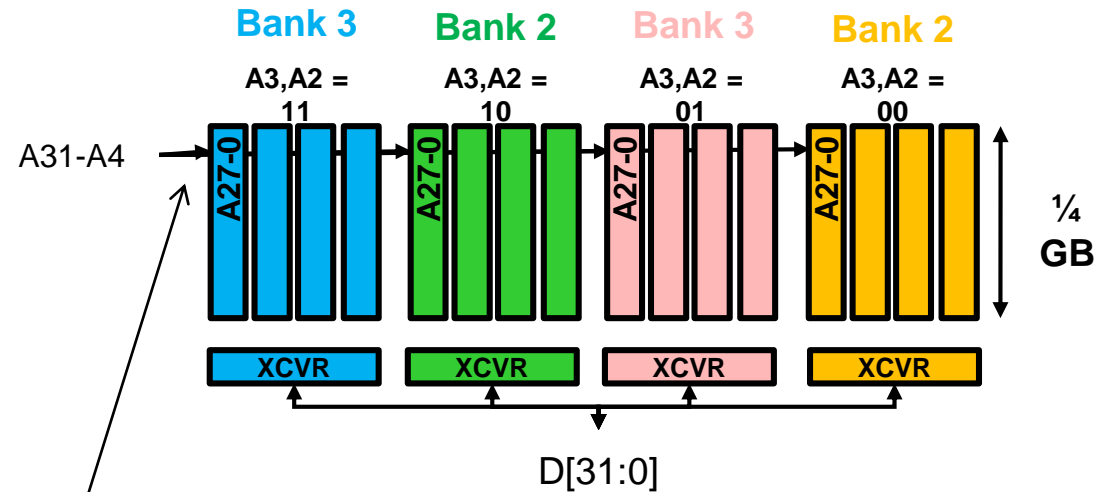 Bank 3 Bank 2 Bank 3 Bank 2
A3,A2 = A3,A2 = A3,A2 = A3,A2 =
11 10 01 00
A31-A4
A27-0 A27-0 A27-0 A27-0
¼
GB
XCVR XCVR XCVR XCVR
D[31:0]